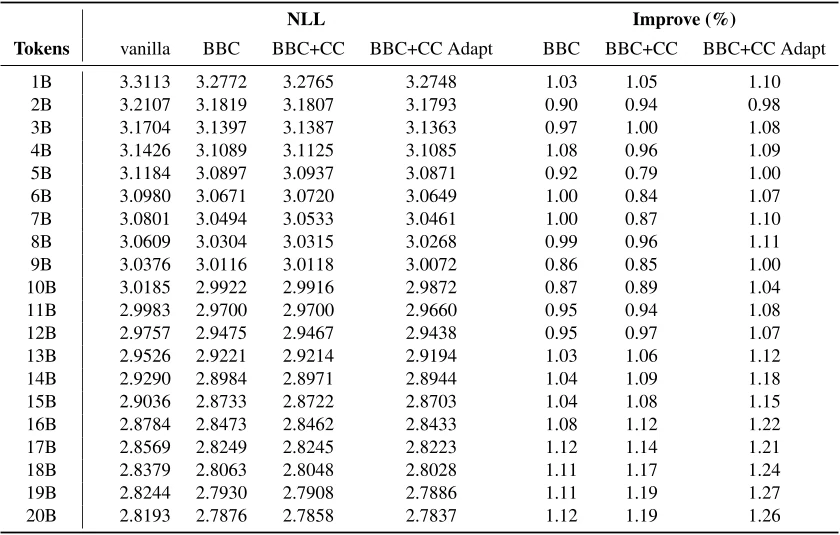 NLL Improve (%)
Tokens vanilla BBC BBC+CC BBC+CC Adapt BBC BBC+CC BBC+CC Adapt
1B 3.3113 3.2772 3.2765 3.2748 1.03 1.05 1.10
2B 3.2107 3.1819 3.1807 3.1793 0.90 0.94 0.98
3B 3.1704 3.1397 3.1387 3.1363 0.97 1.00 1.08
4B 3.1426 3.1089 3.1125 3.1085 1.08 0.96 1.09
5B 3.1184 3.0897 3.0937 3.0871 0.92 0.79 1.00
6B 3.0980 3.0671 3.0720 3.0649 1.00 0.84 1.07
7B 3.0801 3.0494 3.0533 3.0461 1.00 0.87 1.10
8B 3.0609 3.0304 3.0315 3.0268 0.99 0.96 1.11
9B 3.0376 3.0116 3.0118 3.0072 0.86 0.85 1.00
10B 3.0185 2.9922 2.9916 2.9872 0.87 0.89 1.04
11B 2.9983 2.9700 2.9700 2.9660 0.95 0.94 1.08
12B 2.9757 2.9475 2.9467 2.9438 0.95 0.97 1.07
13B 2.9526 2.9221 2.9214 2.9194 1.03 1.06 1.12
14B 2.9290 2.8984 2.8971 2.8944 1.04 1.09 1.18
15B 2.9036 2.8733 2.8722 2.8703 1.04 1.08 1.15
16B 2.8784 2.8473 2.8462 2.8433 1.08 1.12 1.22
17B 2.8569 2.8249 2.8245 2.8223 1.12 1.14 1.21
18B 2.8379 2.8063 2.8048 2.8028 1.11 1.17 1.24
19B 2.8244 2.7930 2.7908 2.7886 1.11 1.19 1.27
20B 2.8193 2.7876 2.7858 2.7837 1.12 1.19 1.26